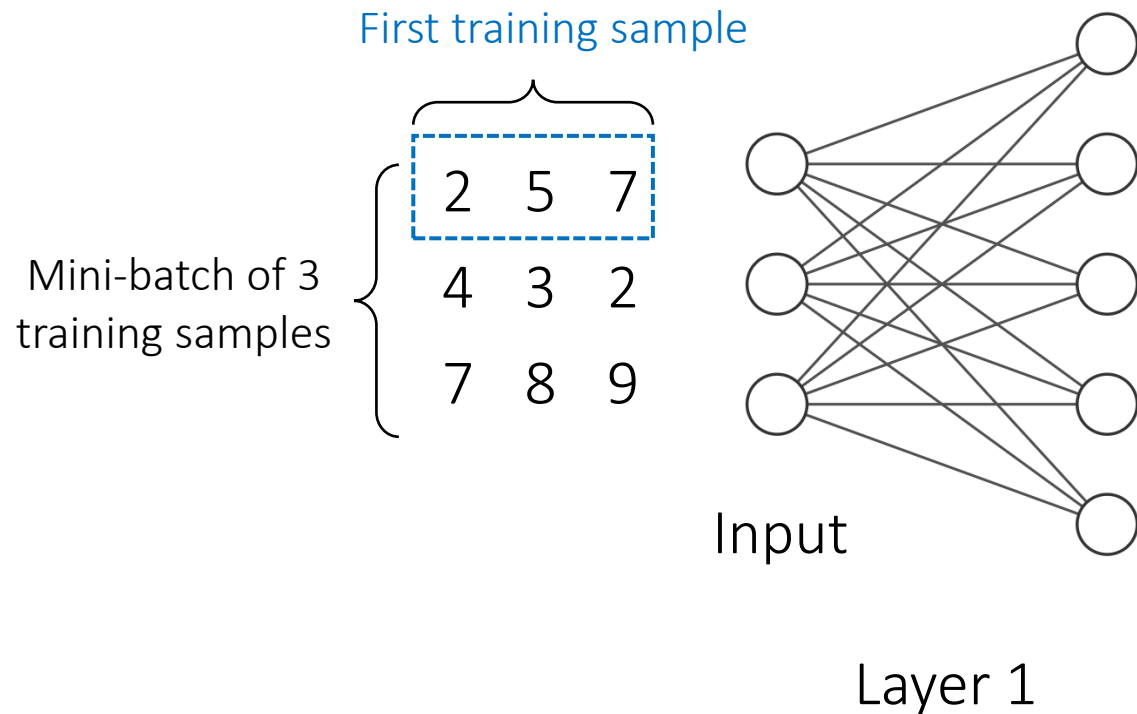 First training sample
2 5 7
Mini-batch of 3
training samples
4 3 2
7 8 9
Input
Layer 1